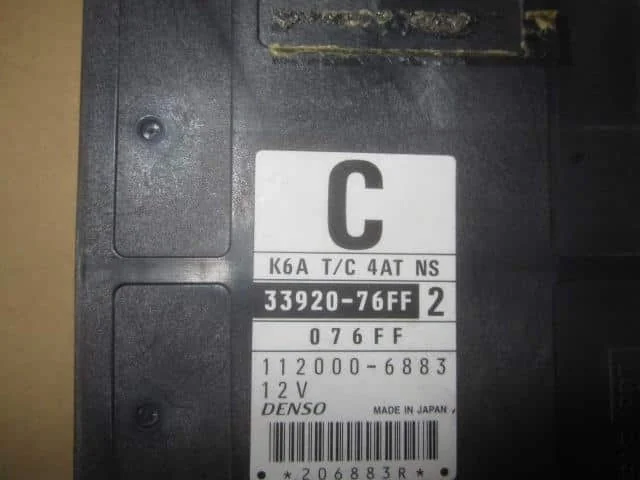 C
K6A T/C 4AT NS
33920-76FF 2
076FF
112000-6883
12V
DENSO MADE IN JAPAN
*206883R*